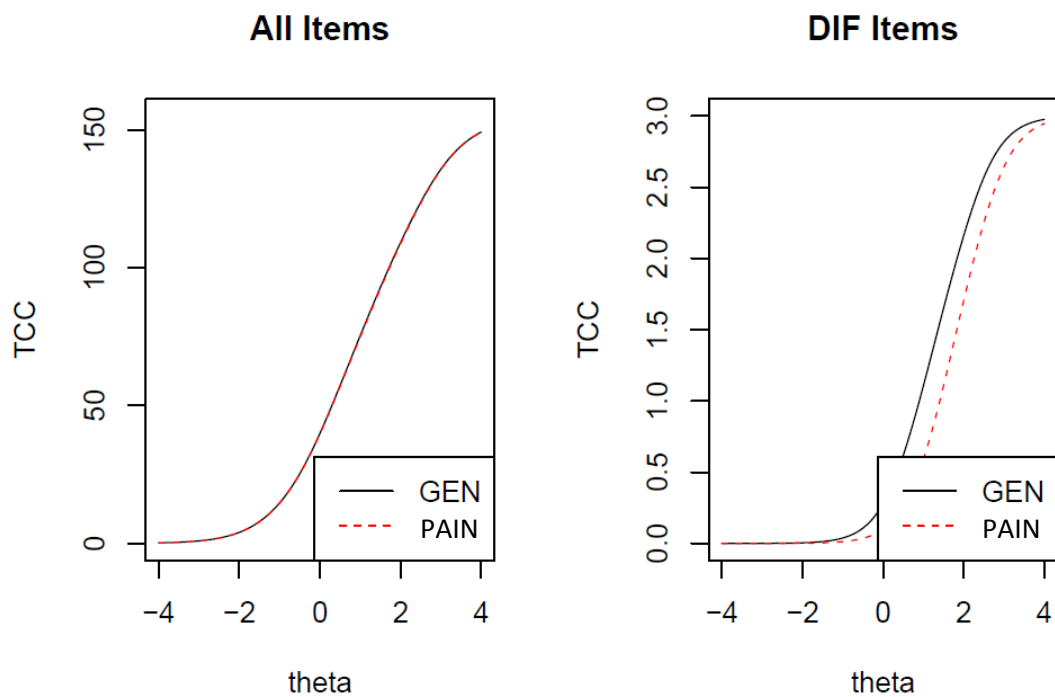 All Items
TCC
150
100
50
0
GEN
PAIN
−4 −2 0 2 4
theta
DIF Items
TCC
3.0
2.5
2.0
1.5
1.0
0.5
0.0
GEN
PAIN
−4 −2 0 2 4
theta